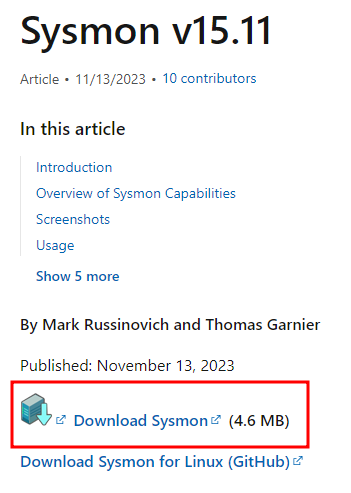 Sysmon v15.11
Article • 11/13/2023 • 10 contributors
In this article
Introduction
Overview of Sysmon Capabilities
Screenshots
Usage
Show 5 more
By Mark Russinovich and Thomas Garnier
Published: November 13, 2023
Download Sysmon (4.6 MB)
Download Sysmon for Linux (GitHub)